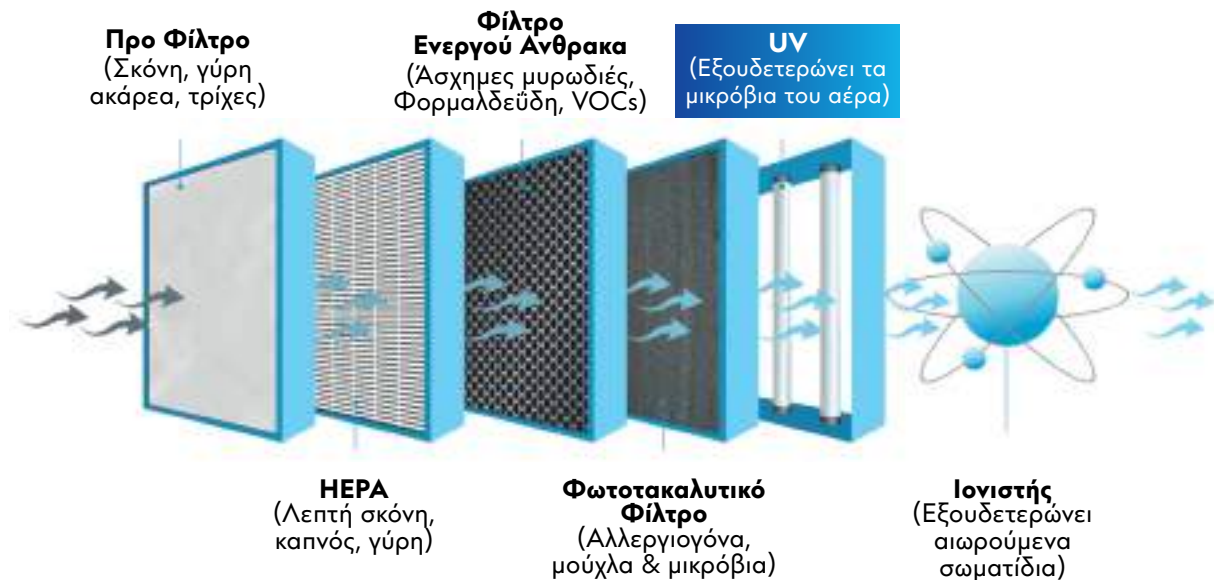 Προ Φίλτρο
(Σκόνη, γύρη
ακάρεα, τρίχες)
Φίλτρο
Ενεργού Ανθρακα
(Άσχημες μυρωδιές,
Φορμαλδεΰδη, VOCs)
UV
(Εξουδετερώνει τα
μικρόβια του αέρα)
HEPA
(Λεπτή σκόνη,
καπνός, γύρη)
Φωτοτακαλυτικό
Φίλτρο
(Αλλεργιογόνα,
μούχλα & μικρόβια)
Ιονιστής
(Εξουδετερώνει
αιωρούμενα
σωματίδια)